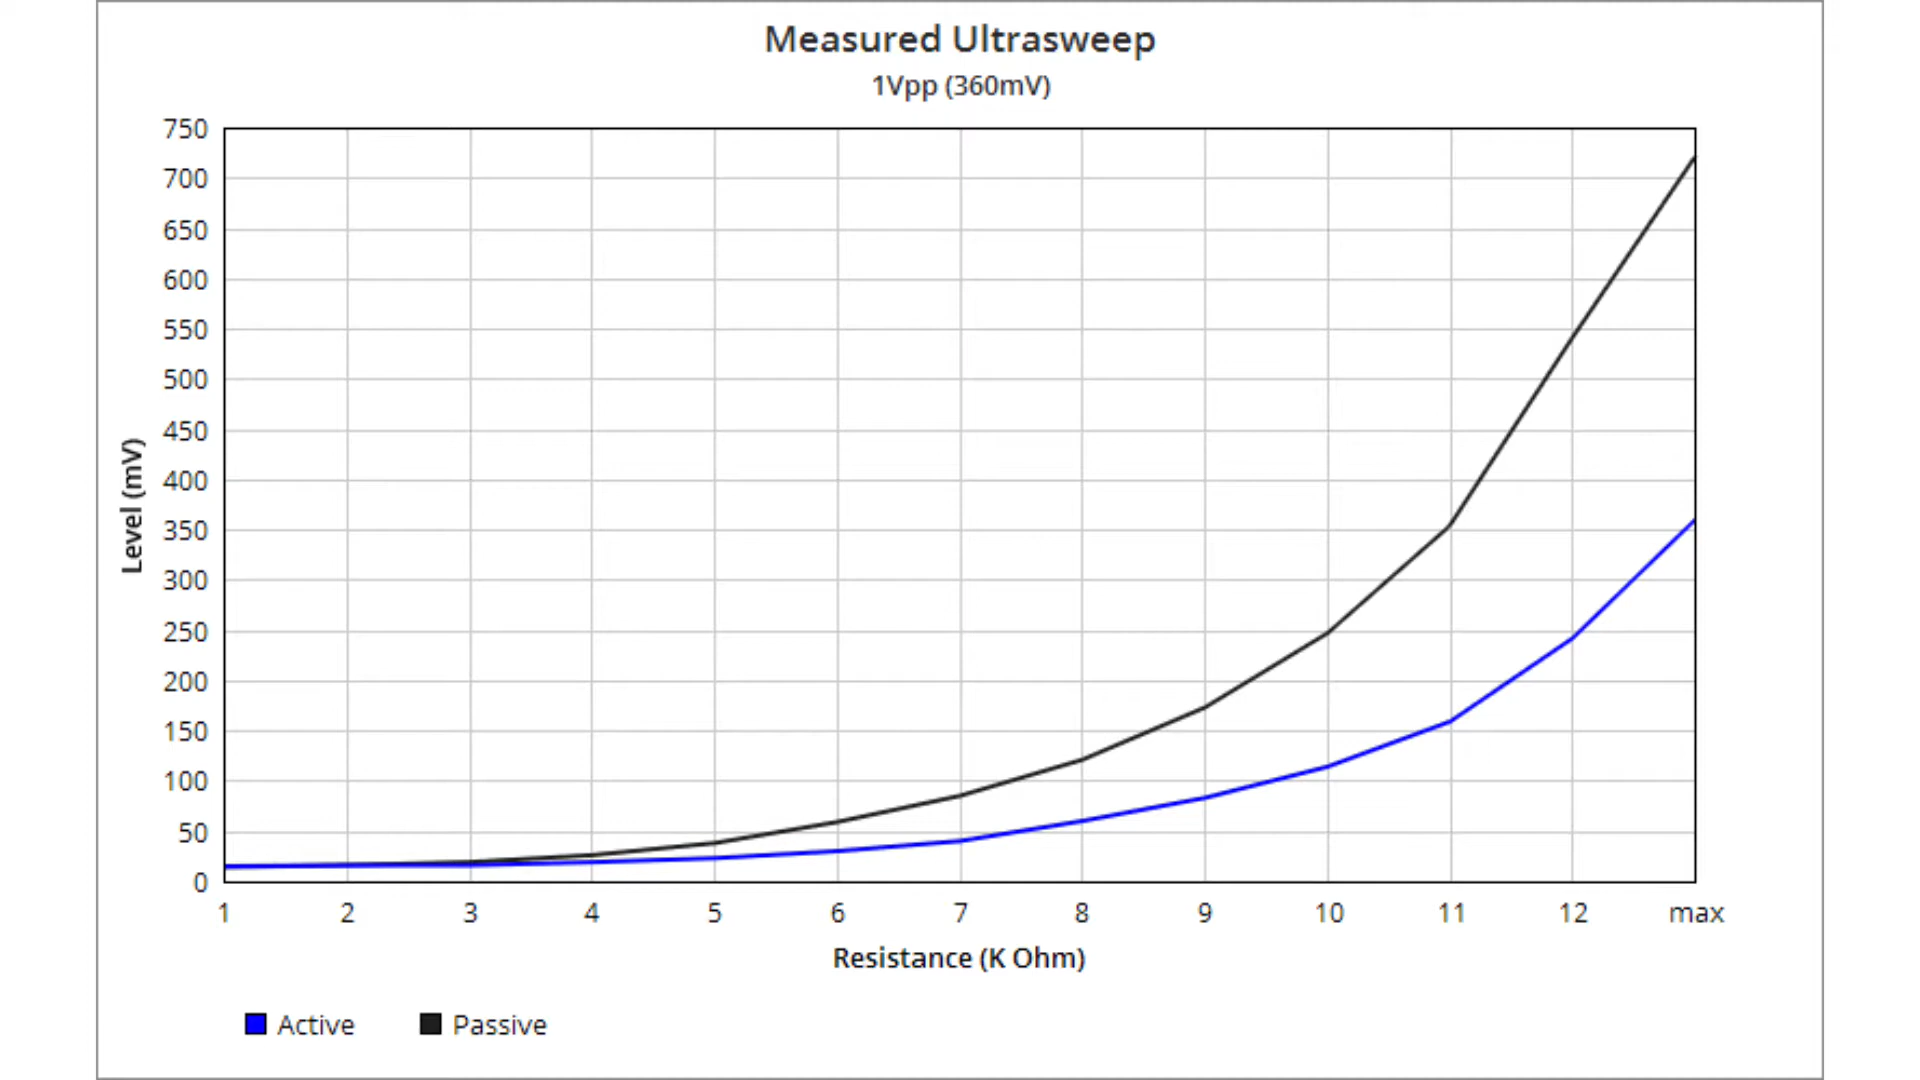 Measured Ultrasweep
1Vpp (360mV)
750
700
650
600
550
500
450
400
350
300
250
200
150
100
50
0
Level (mV)
1 2 3 4 5 6 7 8 9 10 11 12 max
Resistance (K Ohm)
Active Passive